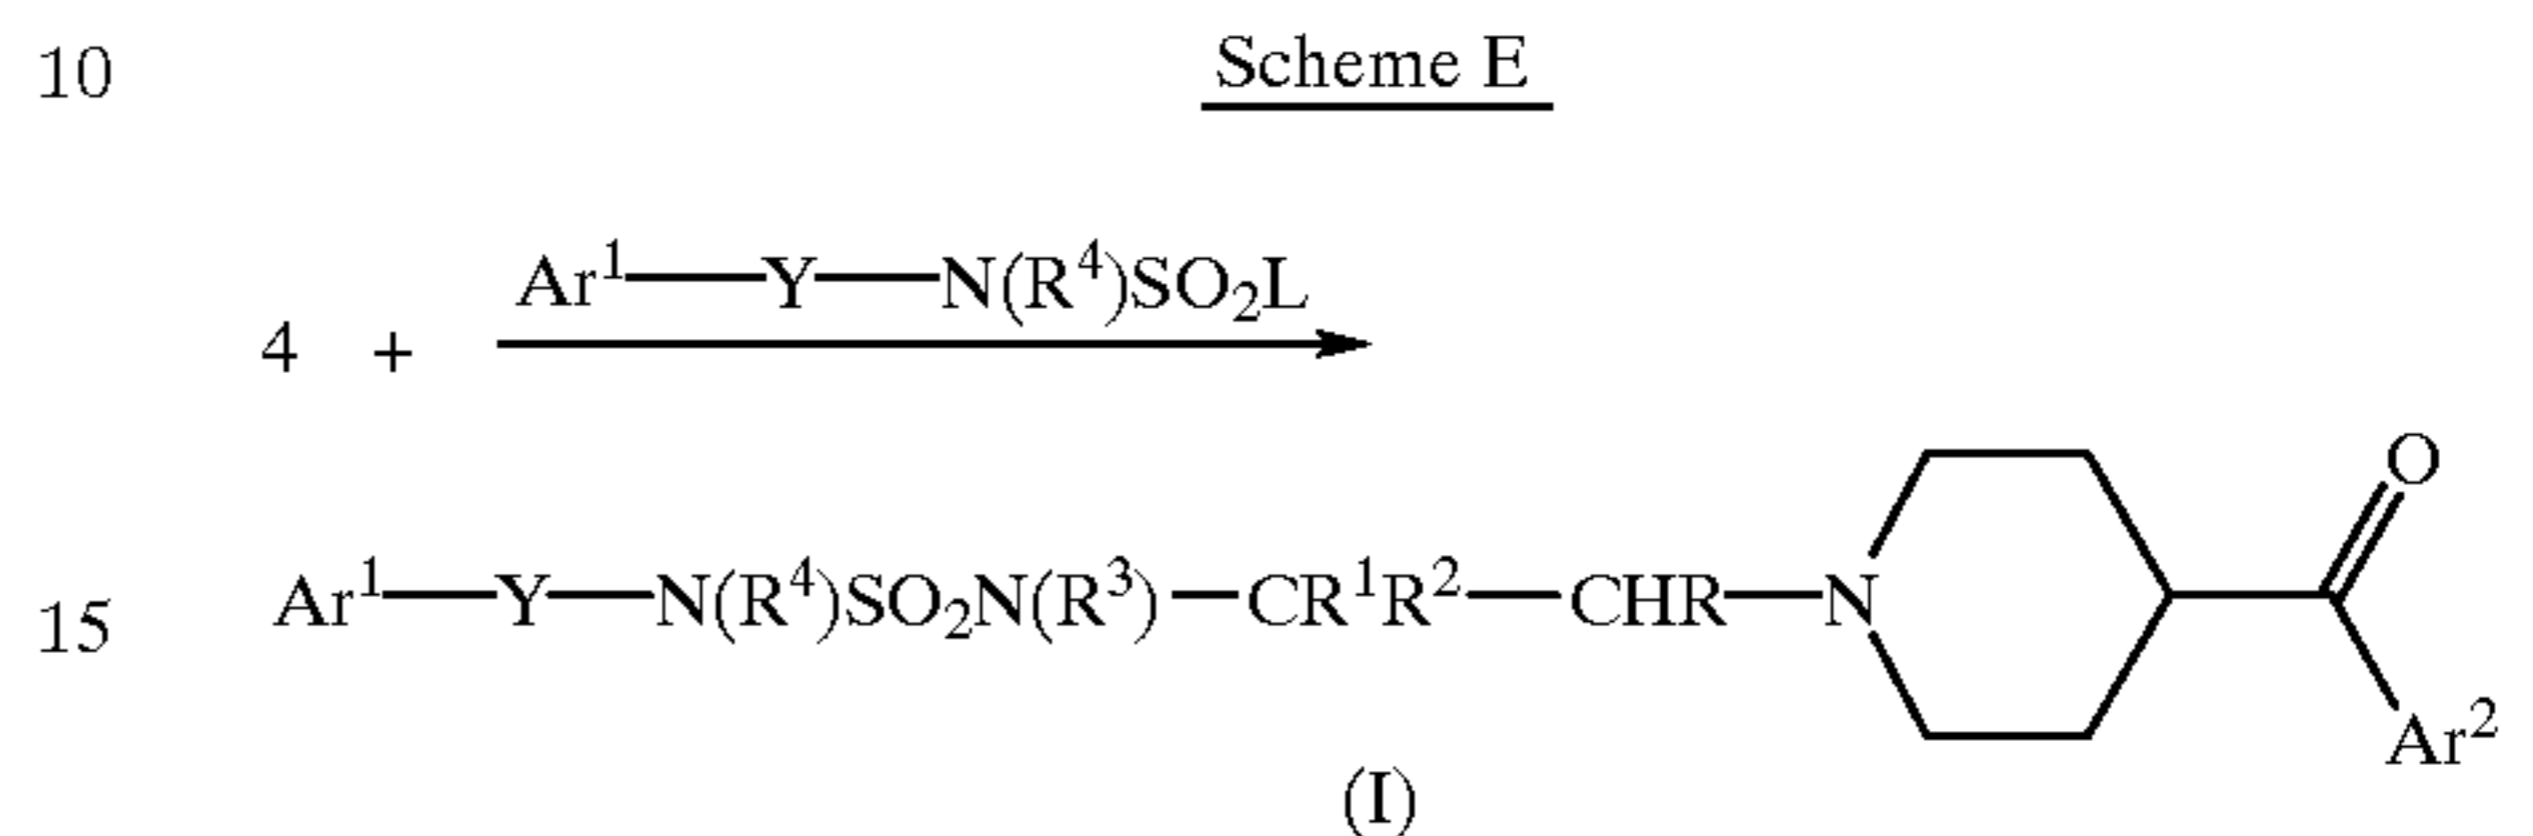 10 Scheme E
Ar¹—Y—N(R⁴)SO₂L
4 +
O
15 Ar¹—Y—N(R⁴)SO₂N(R³)—CR¹R²—CHR—N
Ar²
(I)